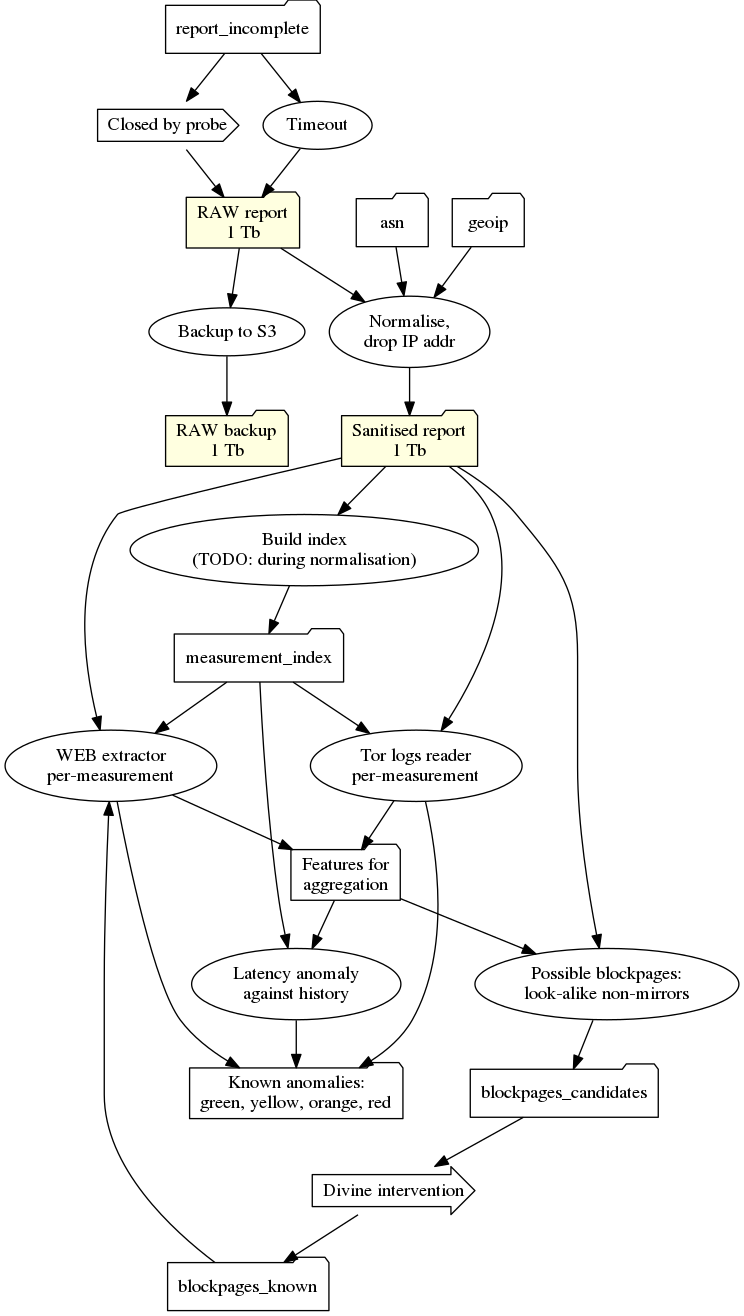 report_incomplete
Closed by probe
Timeout
RAW report
1 Tb
asn
geoip
Backup to S3
Normalise,
drop IP addr
RAW backup
1 Tb
Sanitised report
1 Tb
Build index
(TODO: during normalisation)
measurement_index
WEB extractor
per-measurement
Tor logs reader
per-measurement
Features for
aggregation
Latency anomaly
against history
Possible blockpages:
look-alike non-mirrors
Known anomalies:
green, yellow, orange, red
blockpages_candidates
Divine intervention
blockpages_known